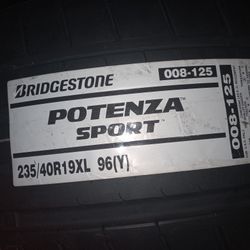 BRIDGESTONE
008-125
POTENZA
SPORT
235/40R19XL 96(Y)
008-125